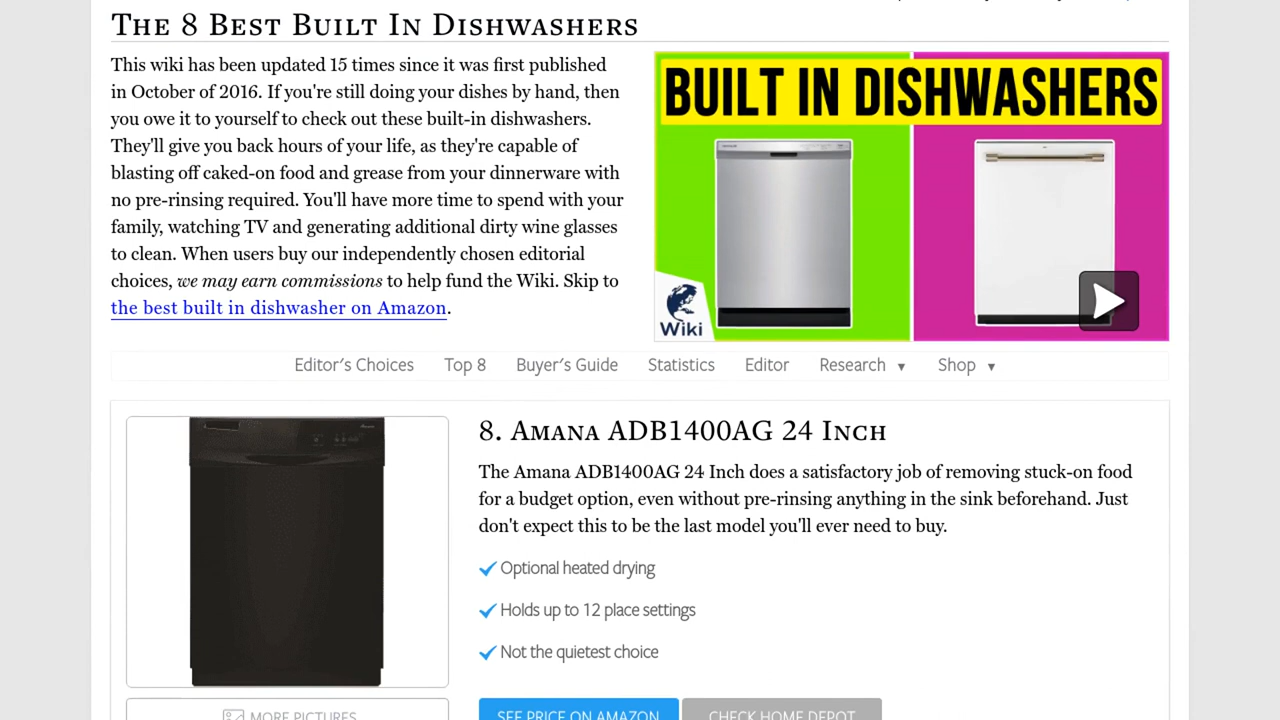 The 8 Best Built In Dishwashers
This wiki has been updated 15 times since it was first published
in October of 2016. If you're still doing your dishes by hand, then
you owe it to yourself to check out these built-in dishwashers.
They'll give you back hours of your life, as they're capable of
blasting off caked-on food and grease from your dinnerware with
no pre-rinsing required. You'll have more time to spend with your
family, watching TV and generating additional dirty wine glasses
to clean. When users buy our independently chosen editorial
choices, we may earn commissions to help fund the Wiki. Skip to
the best built in dishwasher on Amazon.
BUILT IN DISHWASHERS
Wiki
Editor's Choices Top 8 Buyer's Guide Statistics Editor Research ▼ Shop ▼
8. Amana ADB1400AG 24 Inch
The Amana ADB1400AG 24 Inch does a satisfactory job of removing stuck-on food
for a budget option, even without pre-rinsing anything in the sink beforehand. Just
don't expect this to be the last model you'll ever need to buy.
Optional heated drying
Holds up to 12 place settings
Not the quietest choice
MORE PICTURES
SEE PRICE ON AMAZON
CHECK HOME DEPOT